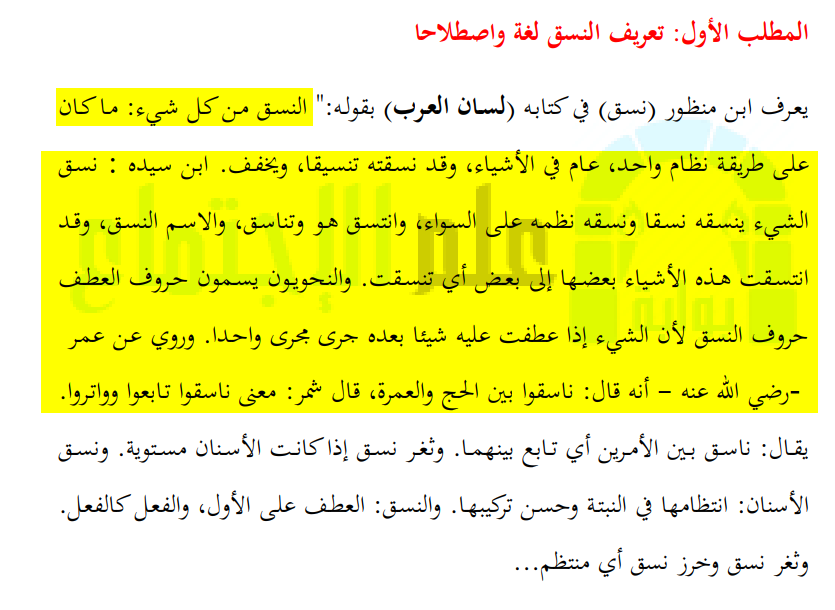 المطلب الأول: تعريف النسق لغة واصطلاحا
يعرف ابن منظور (نسق) في كتابه (لسان العرب) بقوله:" النسق من كل شيء: ما كان
على طريقة نظام واحد، عام في الأشياء، وقد نسقته تنسيقا، ويخفف. ابن سيده : نسق
الشيء ينسقه نسقا ونسقه نظمه على السواء، وانتسق هو وتناسق، والاسم النسق، وقد
انتسقت هذه الأشياء بعضها إلى بعض أي تنسقت. والنحويون يسمون حروف العطف
حروف النسق لأن الشيء إذا عطفت عليه شيئا بعده جرى مجرى واحدا. وروي عن عمر
-رضي الله عنه – أنه قال: ناسقوا بين الحج والعمرة، قال شمر: معنى ناسقوا تابعوا وواتروا.
يقال: ناسق بين الأمرين أي تابع بينهما. وثغر نسق إذا كانت الأسنان مستوية. ونسق
الأسنان: انتظامها في النبتة وحسن تركيبها. والنسق: العطف على الأول، والفعل كالفعل.
وثغر نسق وخرز نسق أي منتظم...
علم الإجتماع
بوابة